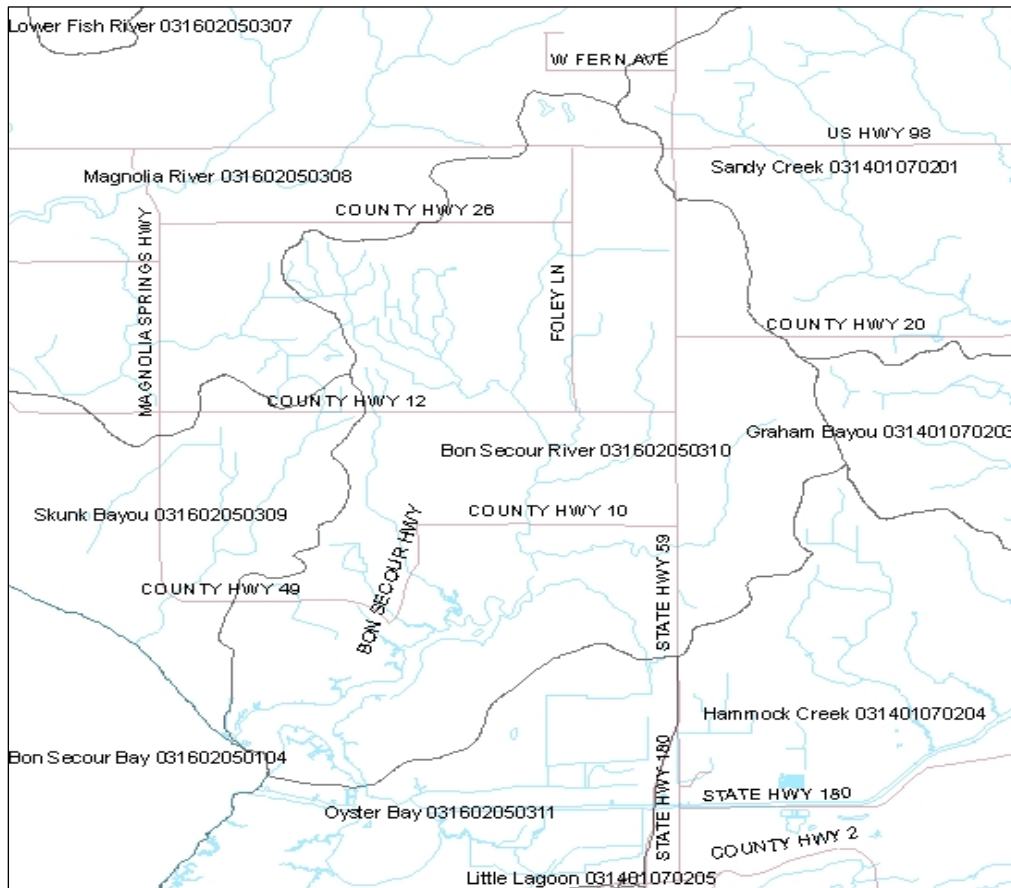 Lower Fish River 031602050307
W FERN AVE
US HWY 98
Sandy Creek 031401070201
Magnolia River 031602050308
COUNTY HWY 26
MAGNOLIA SPRINGS HWY
FOLEY LN
COUNTY HWY 20
COUNTY HWY 12
Graham Bayou 031401070203
Bon Secour River 031602050310
Skunk Bayou 031602050309
COUNTY HWY 10
BON SECOUR HWY
STATE HWY 59
COUNTY HWY 49
Hammock Creek 031401070204
Bon Secour Bay 031602050104
STATE HWY 180
STATE HWY 180
Oyster Bay 031602050311
COUNTY HWY 2
Little Lagoon 031401070205